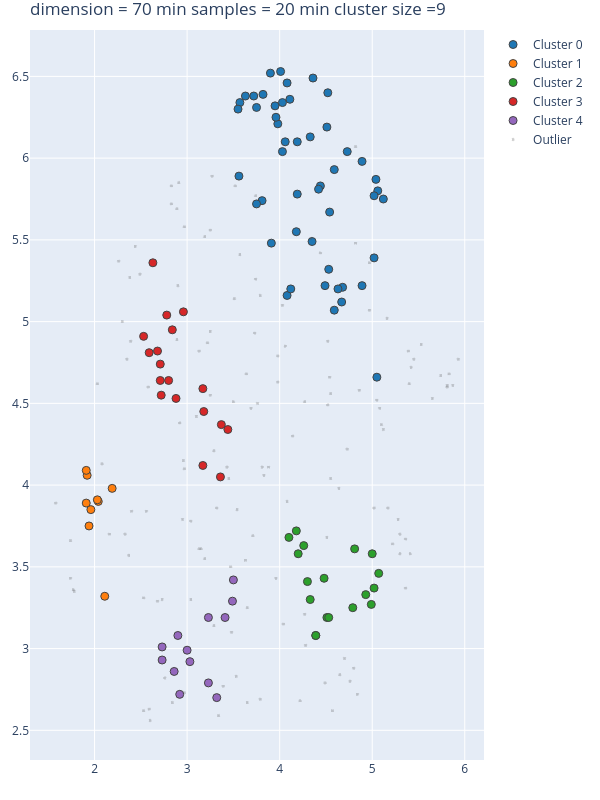 dimension = 70 min samples = 20 min cluster size =9
Cluster 0
Cluster 1
Cluster 2
Cluster 3
Cluster 4
Outlier
6.5
6
5.5
5
4.5
4
3.5
3
2.5
2 3 4 5 6